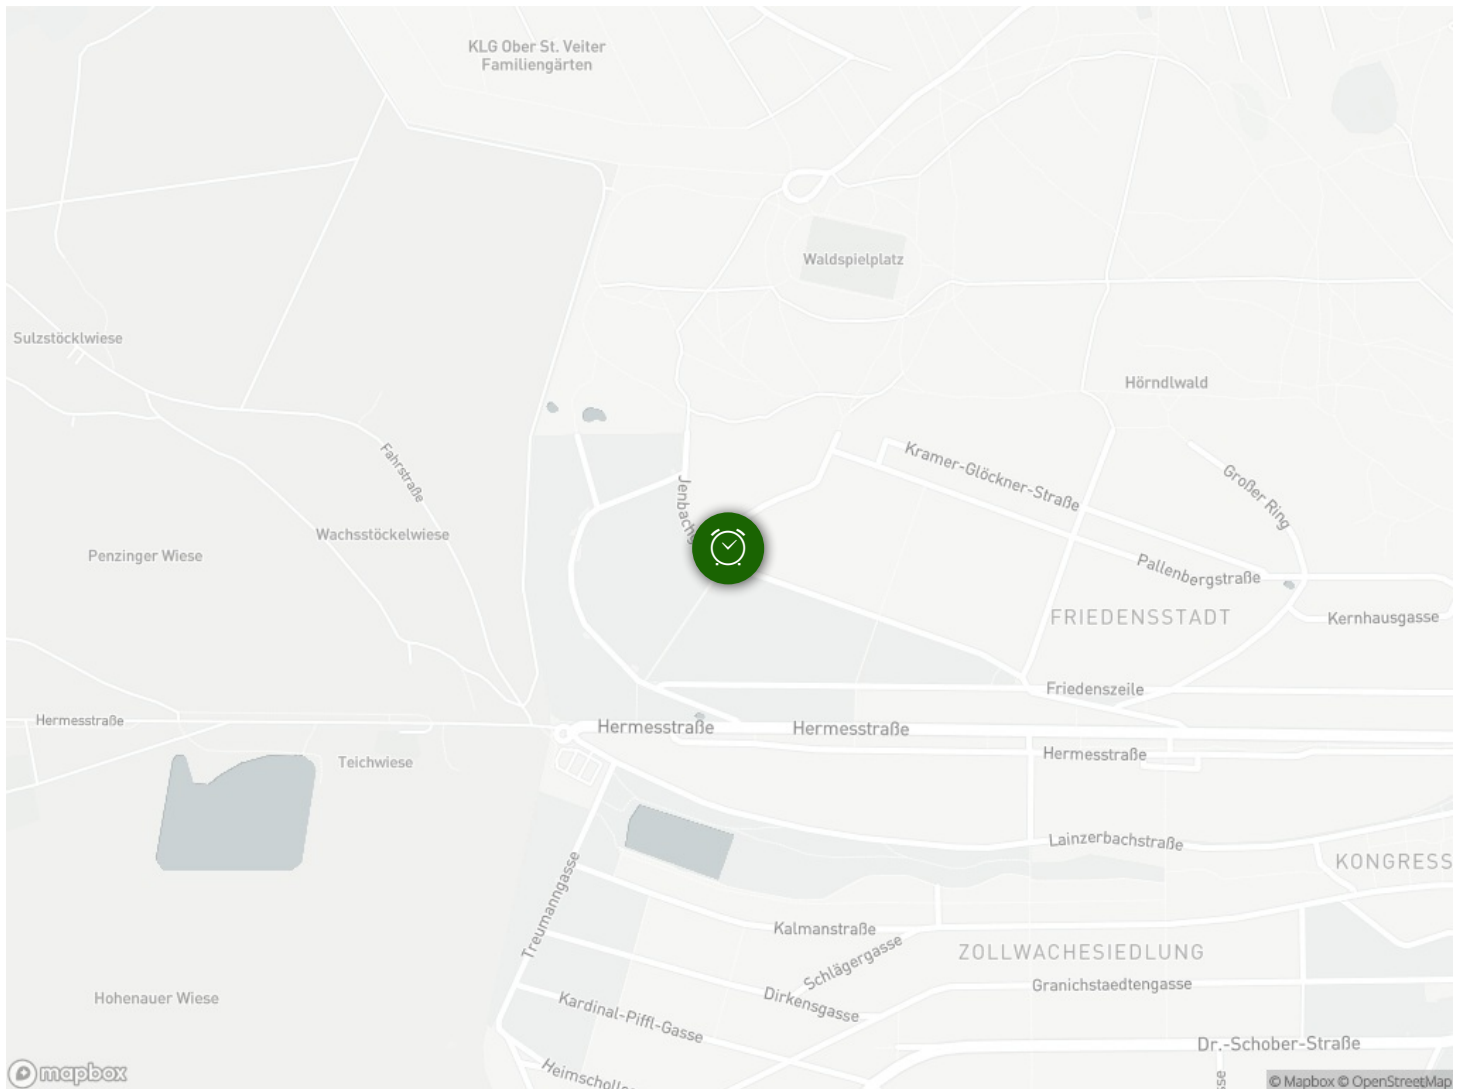 KLG Ober St. Veiter
Familiengärten
Waldspielplatz
Sulzstöcklwiese
Hörndlwald
Kramer-Glöckner-Straße
Großer Ring
Fahrstraße
Jenbachg
Wachsstöckelwiese
Penzinger Wiese
Pallenbergstraße
FRIEDENSSTADT
Kernhausgasse
Friedenszeile
Hermesstraße
Hermesstraße
Hermesstraße
Hermesstraße
Teichwiese
Lainzerbachstraße
KONGRESS
Treumanngasse
Kalmanstraße
Schlägergasse
ZOLLWACHESIEDLUNG
Granichstaedtengasse
Hohenauer Wiese
Dirkensgasse
Kardinal-Piffl-Gasse
Dr.-Schober-Straße
Heimscholle
mapbox
© Mapbox © OpenStreetMap